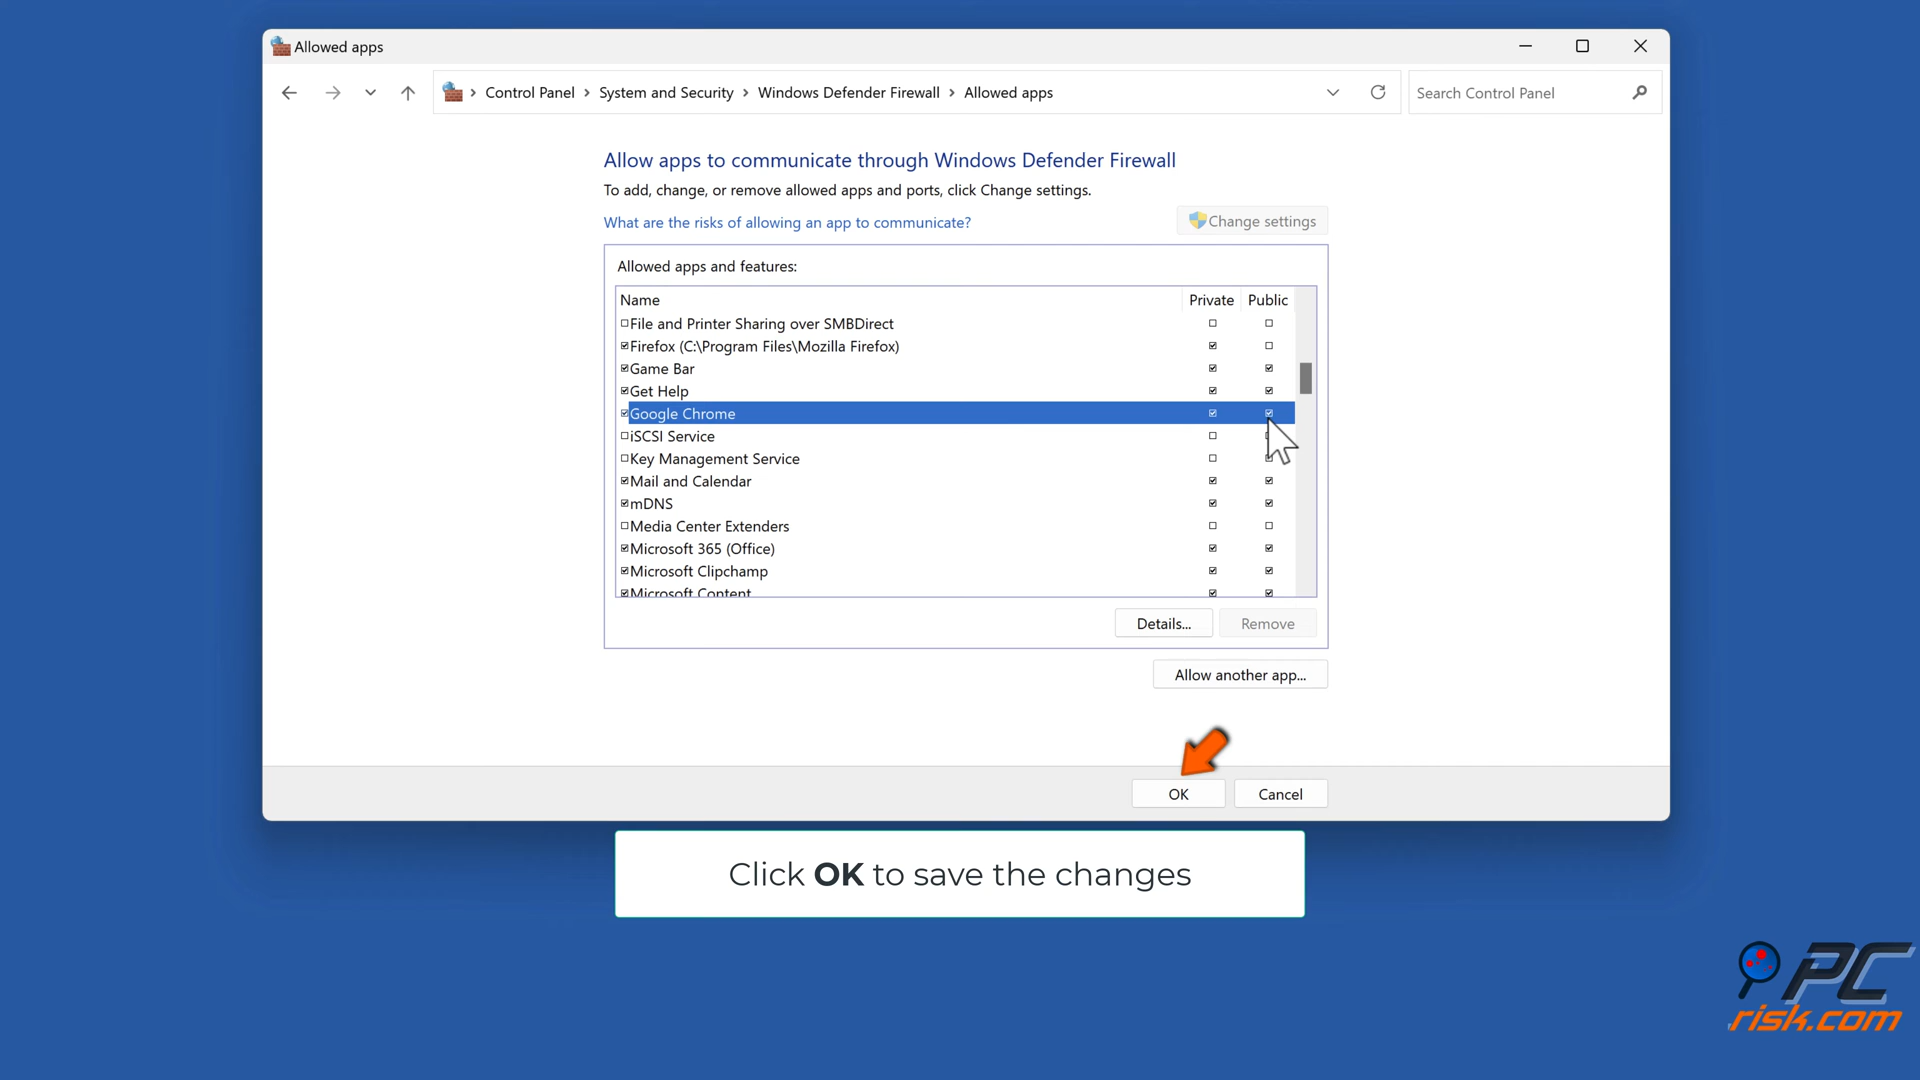 Allowed apps
Control Panel > System and Security > Windows Defender Firewall > Allowed apps
Search Control Panel
Allow apps to communicate through Windows Defender Firewall
To add, change, or remove allowed apps and ports, click Change settings.
What are the risks of allowing an app to communicate?
Change settings
Allowed apps and features:
Name Private Public
File and Printer Sharing over SMBDirect
Firefox (C:\Program Files\Mozilla Firefox)
Game Bar
Get Help
Google Chrome
iSCSI Service
Key Management Service
Mail and Calendar
mDNS
Media Center Extenders
Microsoft 365 (Office)
Microsoft Clipchamp
Microsoft Content
Details... Remove
Allow another app...
OK Cancel
Click OK to save the changes
PC
risk.com